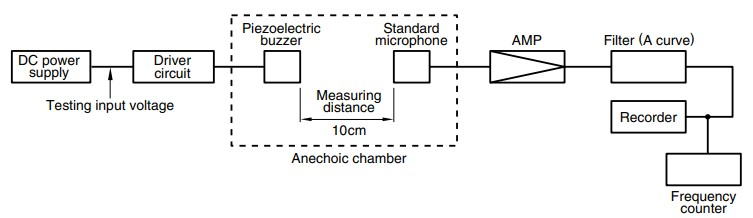 DC power
supply
Testing input voltage
Driver
circuit
Piezoelectric
buzzer
Standard
microphone
Measuring
distance
10cm
Anechoic chamber
AMP
Filter (A curve)
Recorder
Frequency
counter